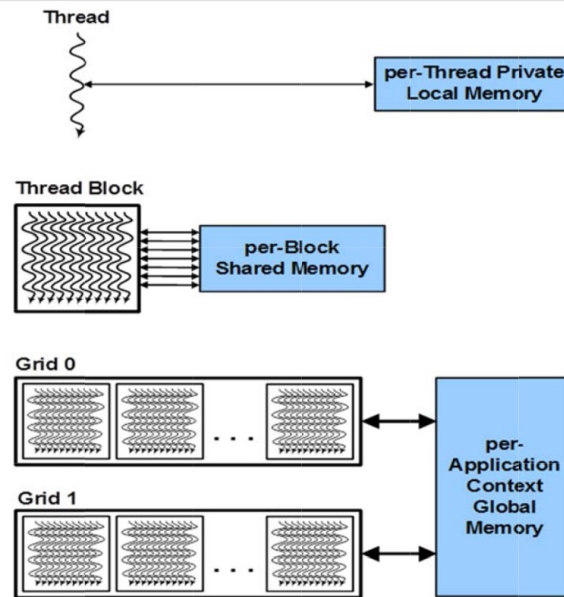 Thread
per-Thread Private
Local Memory
Thread Block
per-Block
Shared Memory
Grid 0
. . .
per-
Application
Context
Global
Memory
Grid 1
. . .